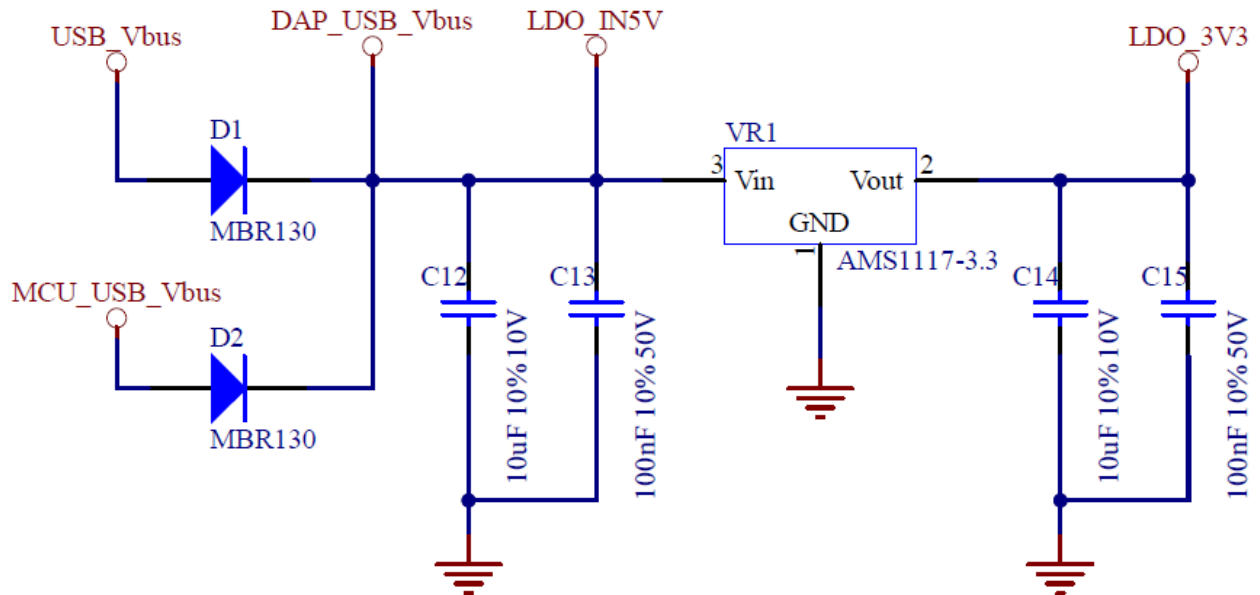 USB_Vbus
DAP_USB_Vbus
LDO_IN5V
LDO_3V3
D1
MBR130
VR1
3
Vin
Vout
2
GND
1
AMS1117-3.3
MCU_USB_Vbus
D2
MBR130
C12
10uF 10%10V
C13
100nF 10%50V
C14
10uF 10%10V
C15
100nF 10%50V